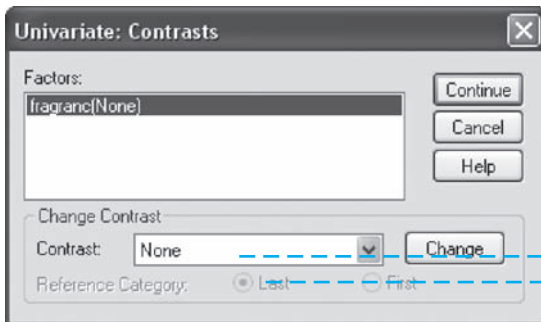 Univariate: Contrasts
Factors:
fragranc(None)
Continue
Cancel
Help
Change Contrast
Contrast: None Change
Reference Category: Last First